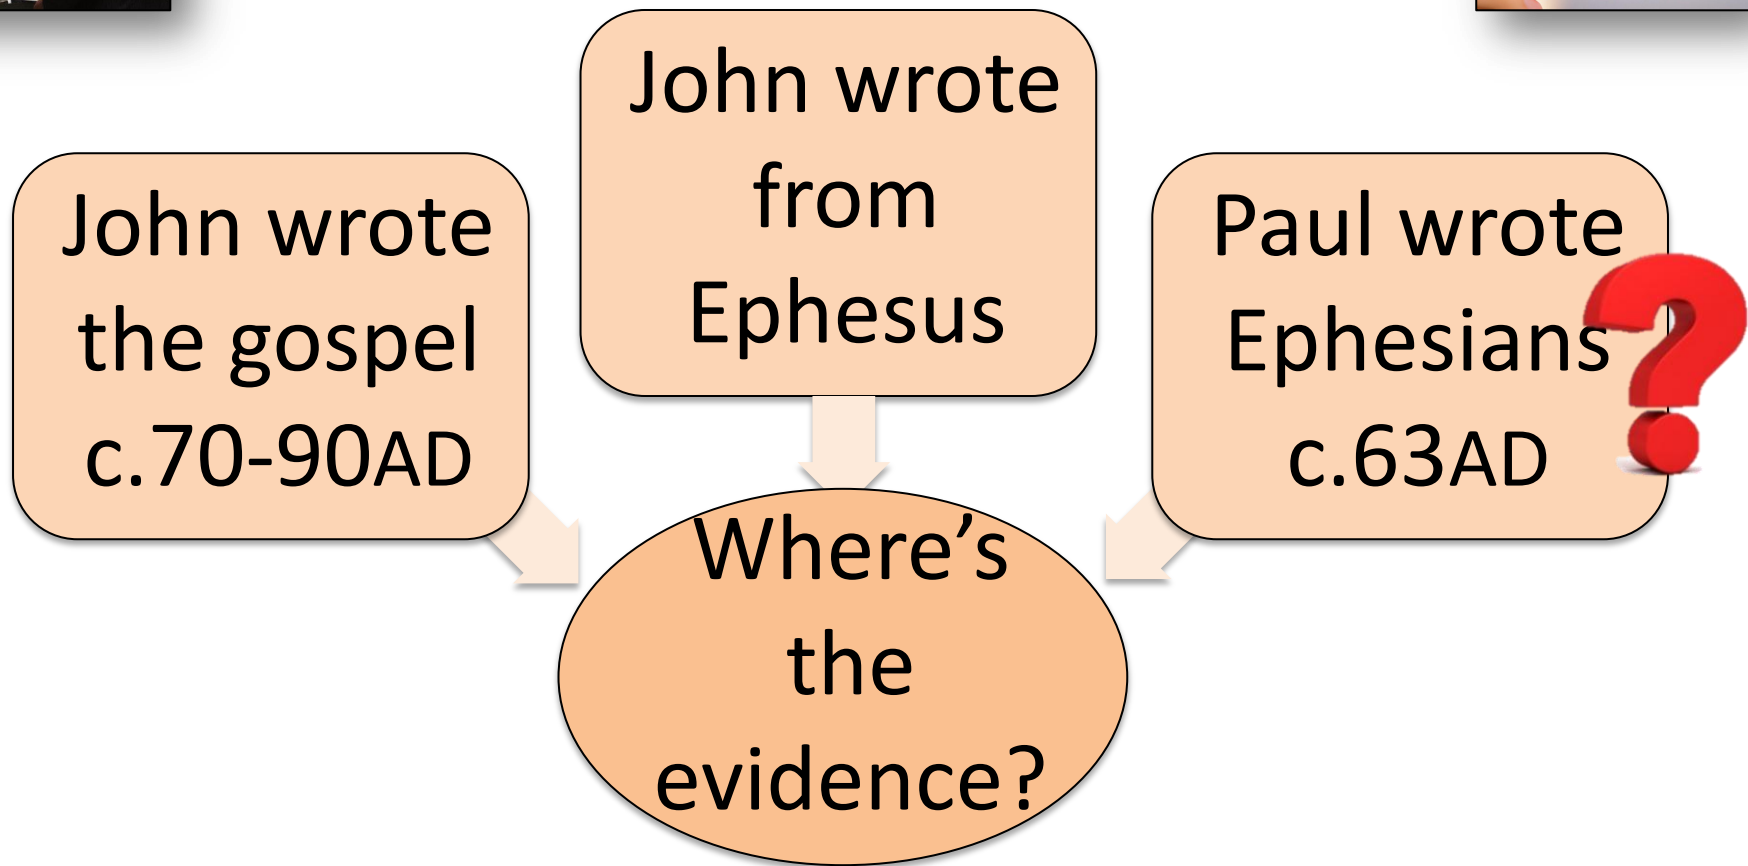 John wrote
the gospel
c.70-90AD
John wrote
from
Ephesus
Paul wrote
Ephesians
c.63AD
?
Where’s
the
evidence?